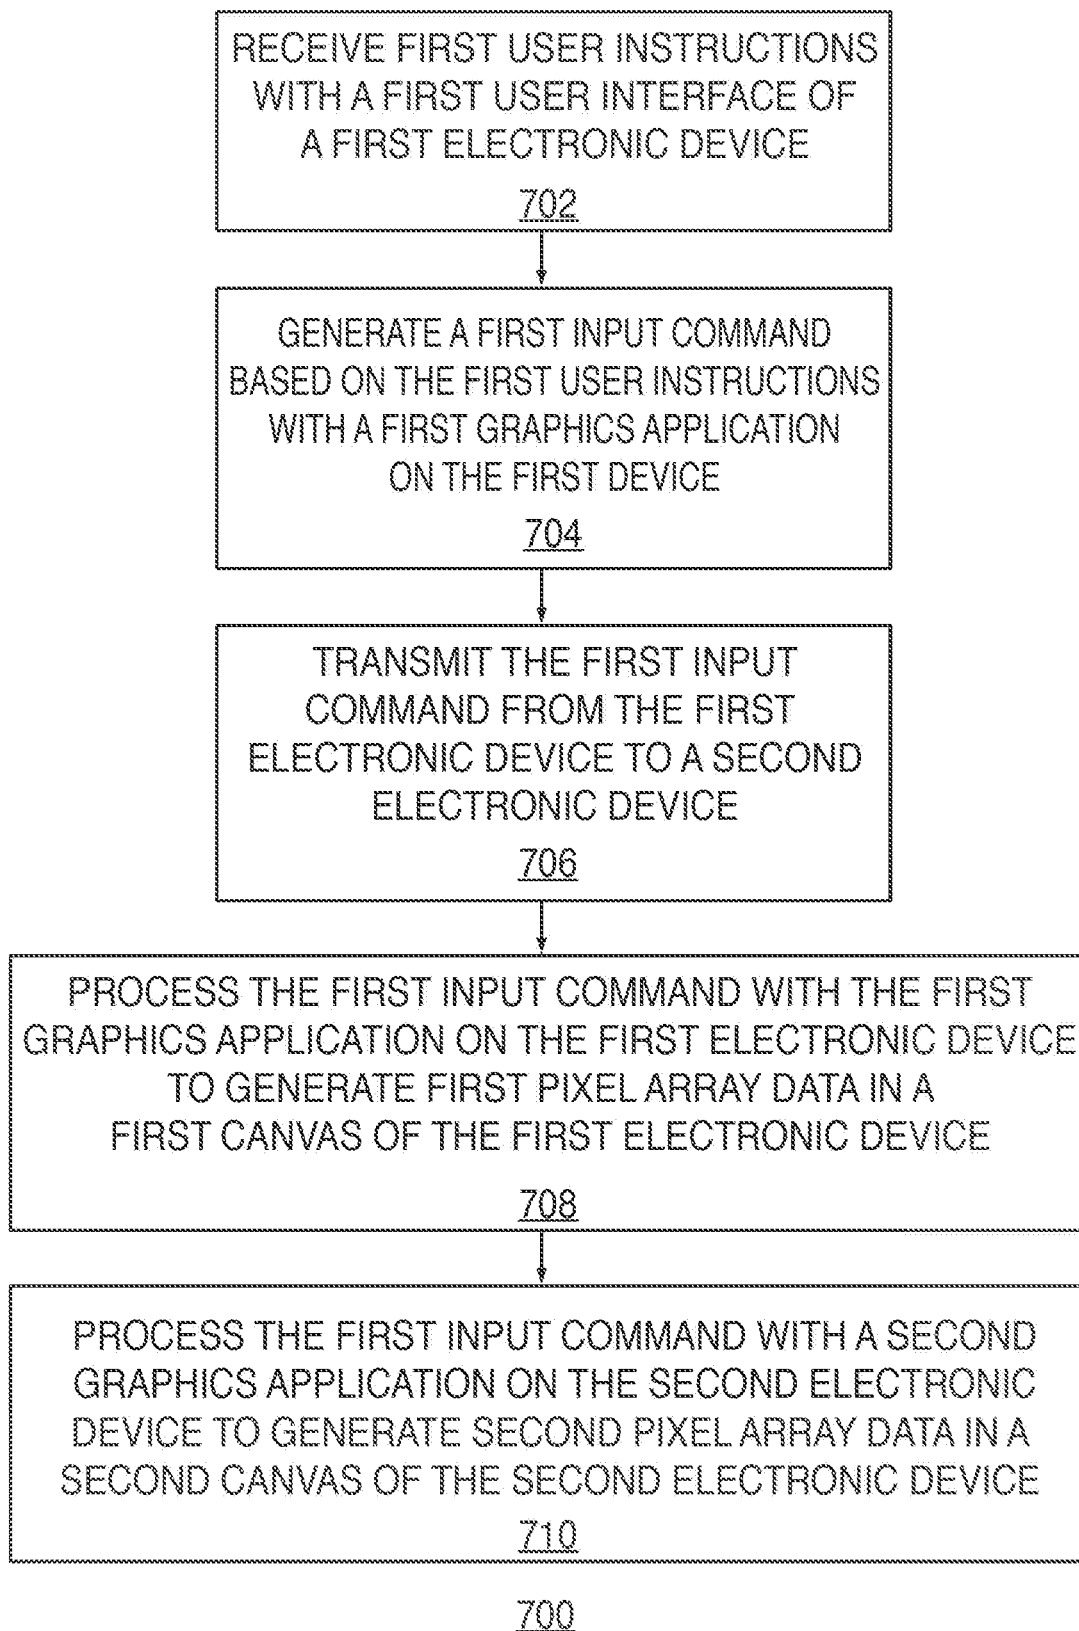 RECEIVE FIRST USER INSTRUCTIONS
WITH A FIRST USER INTERFACE OF
A FIRST ELECTRONIC DEVICE
702
GENERATE A FIRST INPUT COMMAND
BASED ON THE FIRST USER INSTRUCTIONS
WITH A FIRST GRAPHICS APPLICATION
ON THE FIRST DEVICE
704
TRANSMIT THE FIRST INPUT
COMMAND FROM THE FIRST
ELECTRONIC DEVICE TO A SECOND
ELECTRONIC DEVICE
706
PROCESS THE FIRST INPUT COMMAND WITH THE FIRST
GRAPHICS APPLICATION ON THE FIRST ELECTRONIC DEVICE
TO GENERATE FIRST PIXEL ARRAY DATA IN A
FIRST CANVAS OF THE FIRST ELECTRONIC DEVICE
708
PROCESS THE FIRST INPUT COMMAND WITH A SECOND
GRAPHICS APPLICATION ON THE SECOND ELECTRONIC
DEVICE TO GENERATE SECOND PIXEL ARRAY DATA IN A
SECOND CANVAS OF THE SECOND ELECTRONIC DEVICE
710
700